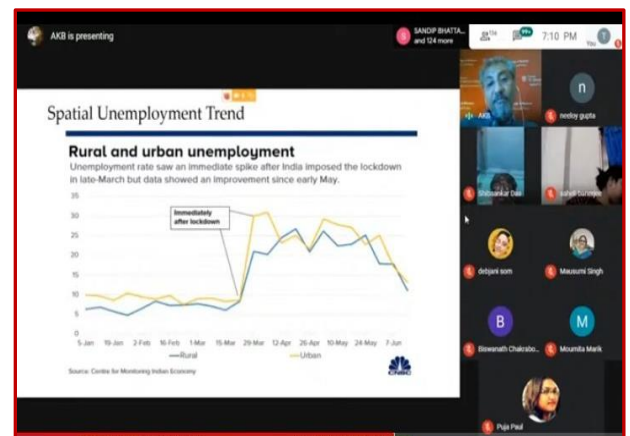 AKB is presenting
SANDIP BHATTA...
and 124 more
7:10 PM
You
Spatial Unemployment Trend
Rural and urban unemployment
Unemployment rate saw an immediate spike after India imposed the lockdown
in late-March but data showed an improvement since early May.
35
30
25
20
15
10
5
0
Immediately
after lockdown
5-Jan 19-Jan 2-Feb 16-Feb 1-Mar 15-Mar 29-Mar 12-Apr 26-Apr 10-May 24-May 7-Jun
Rural Urban
Source: Centre for Monitoring Indian Economy
CNBC
AKB
n
neeloy gupta
Shibsankar Das
debjani som
Mausumi Singh
B
Biswanath Chakrabo...
M
Moumita Marik
Puja Paul